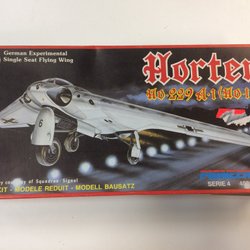 German Experimental
Single Seat Flying Wing
Horten
Ho-229 A-1 (Ho-
courtesy of Squadron - Signal
KIT - MODELE REDUIT - MODELL BAUSATZ
SERIE 4